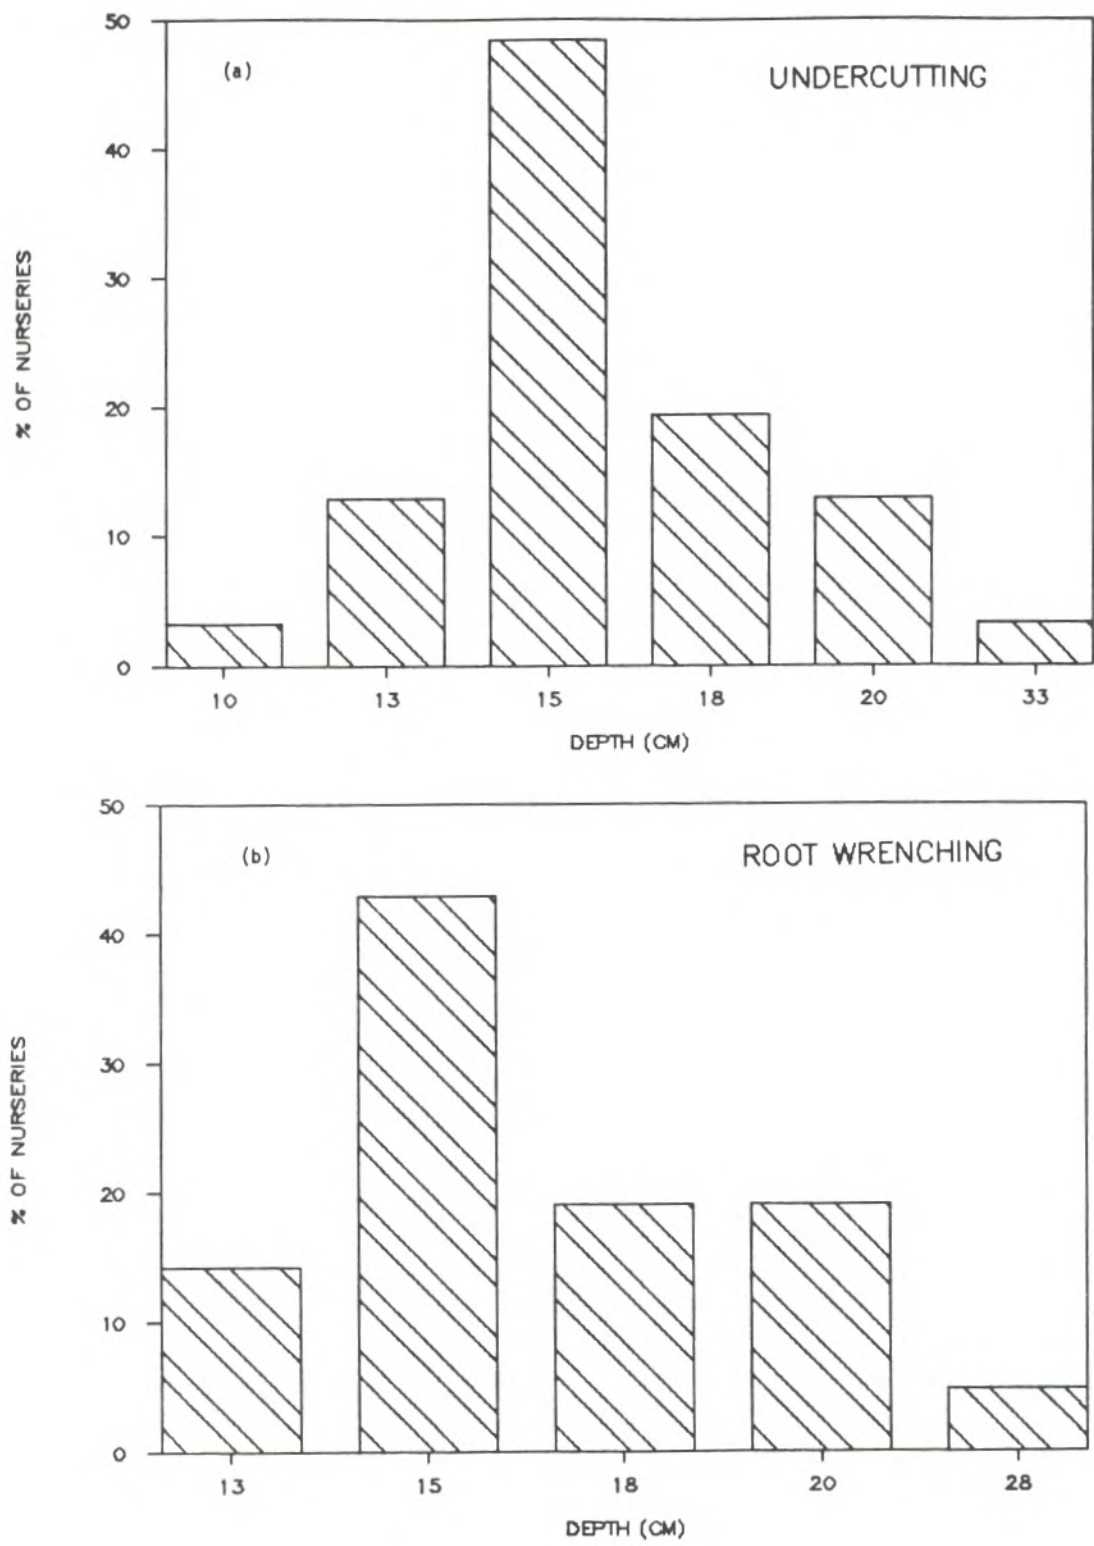 (a)
UNDERCUTTING
50
40
30
20
10
0
% OF NURSERIES
10 13 15 18 20 33
DEPTH (CM)
(b)
ROOT WRENCHING
50
40
30
20
10
0
% OF NURSERIES
13 15 18 20 28
DEPTH (CM)